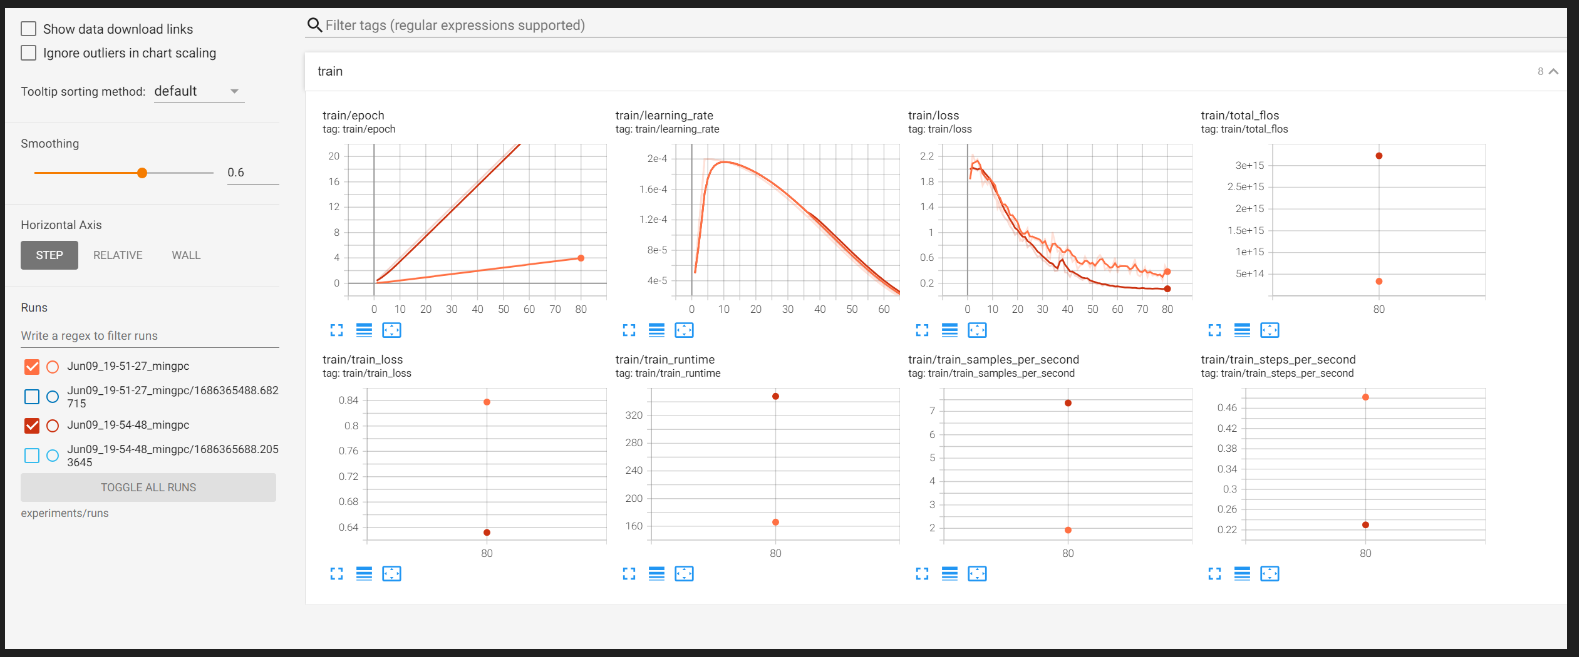 Show data download links
Ignore outliers in chart scaling
Tooltip sorting method: default
Smoothing
0.6
Horizontal Axis
STEP RELATIVE WALL
Runs
Write a regex to filter runs
Jun09_19-51-27_mingpc
Jun09_19-51-27_mingpc/1686365488.682
715
Jun09_19-54-48_mingpc
Jun09_19-54-48_mingpc/1686365688.205
3645
TOGGLE ALL RUNS
experiments/runs
Filter tags (regular expressions supported)
train 8
train/epoch
tag: train/epoch
20
16
12
8
4
0
0 10 20 30 40 50 60 70 80
train/learning_rate
tag: train/learning_rate
2e-4
1.6e-4
1.2e-4
8e-5
4e-5
0 10 20 30 40 50 60
train/loss
tag: train/loss
2.2
1.8
1.4
1
0.6
0.2
0 10 20 30 40 50 60 70 80
train/total_flos
tag: train/total_flos
3e+15
2.5e+15
2e+15
1.5e+15
1e+15
5e+14
80
train/train_loss
tag: train/train_loss
0.84
0.8
0.76
0.72
0.68
0.64
80
train/train_runtime
tag: train/train_runtime
320
280
240
200
160
80
train/train_samples_per_second
tag: train/train_samples_per_second
7
6
5
4
3
2
80
train/train_steps_per_second
tag: train/train_steps_per_second
0.46
0.42
0.38
0.34
0.3
0.26
0.22
80